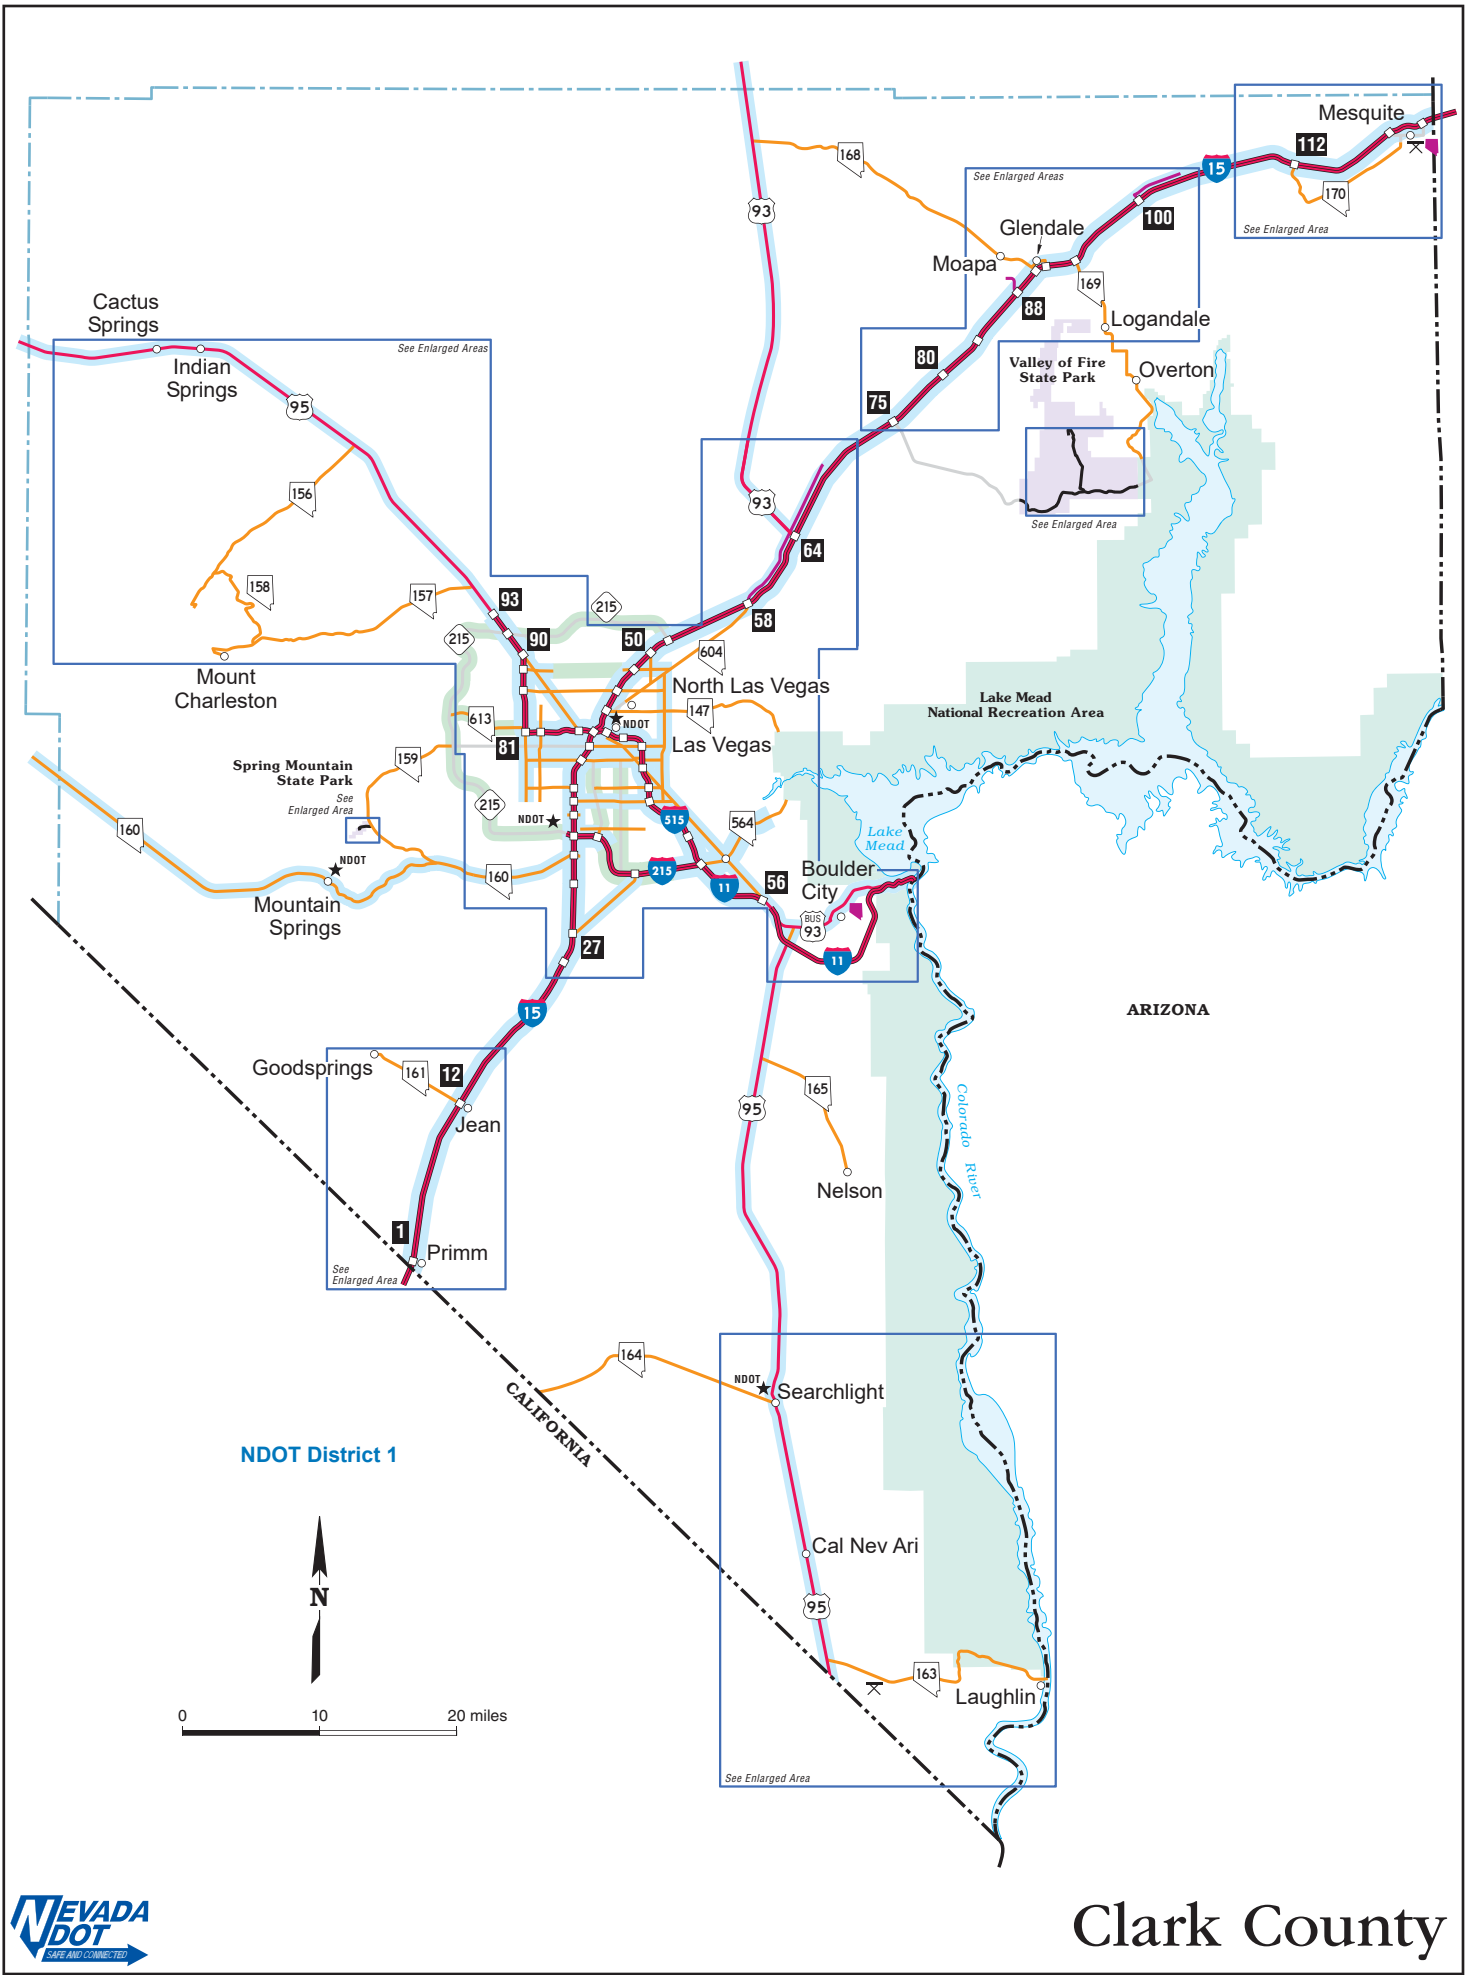 Mesquite
112
15
170
See Enlarged Area
168
See Enlarged Areas
93
100
Glendale
Moapa
169
88
Logandale
Cactus
Springs
See Enlarged Areas
Indian
Springs
80
Valley of Fire
State Park
Overton
95
75
156
93
See Enlarged Area
64
158
157
93
215
58
215
90
50
604
Mount
Charleston
North Las Vegas
Lake Mead
National Recreation Area
613
147
NDOT
81
Las Vegas
159
Spring Mountain
State Park
See
Enlarged Area
215
160
NDOT
515
564
Lake
Mead
NDOT
160
215
11
56
Boulder
City
Mountain
Springs
BUS
93
27
11
15
ARIZONA
Goodsprings
161
12
165
Colorado River
95
Jean
Nelson
1
Primm
See
Enlarged Area
164
NDOT
Searchlight
CALIFORNIA
NDOT District 1
Cal Nev Ari
N
95
163
Laughlin
0 10 20 miles
See Enlarged Area
NEVADA
DOT
SAFE AND CONNECTED
Clark County